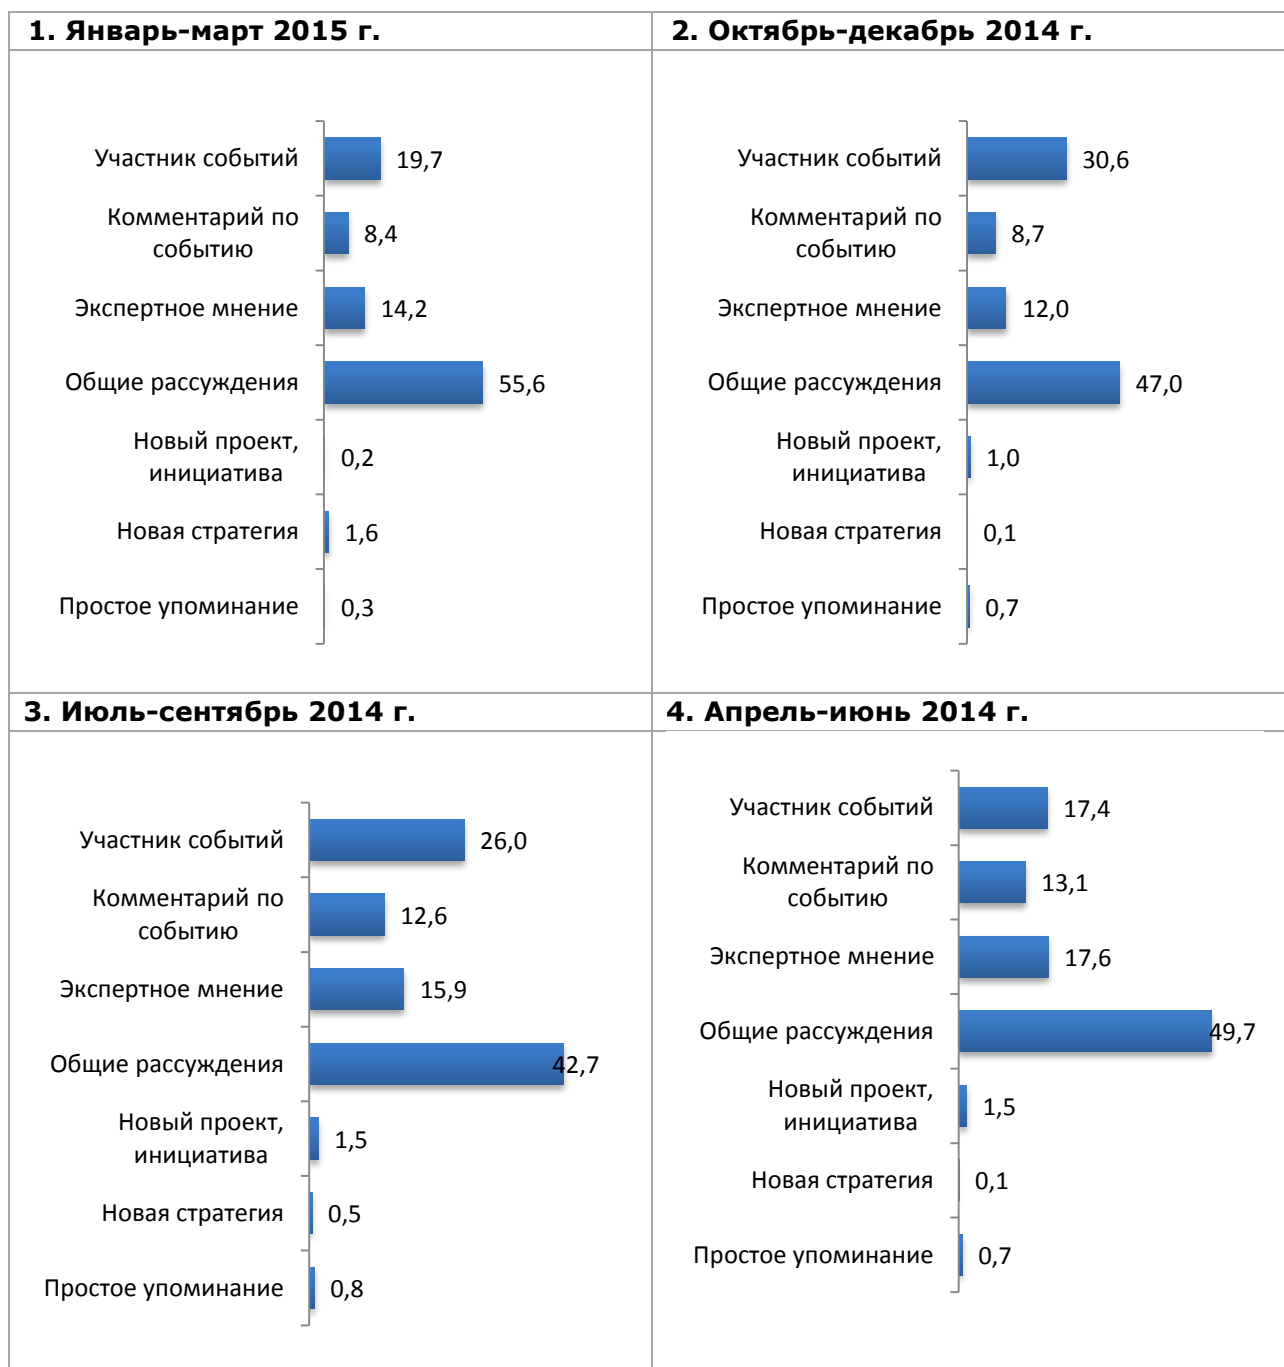 1. Январь-март 2015 г.
2. Октябрь-декабрь 2014 г.
Участник событий 19,7
Комментарий по
событию 8,4
Экспертное мнение 14,2
Общие рассуждения 55,6
Новый проект,
инициатива 0,2
Новая стратегия 1,6
Простое упоминание 0,3
Участник событий 30,6
Комментарий по
событию 8,7
Экспертное мнение 12,0
Общие рассуждения 47,0
Новый проект,
инициатива 1,0
Новая стратегия 0,1
Простое упоминание 0,7
3. Июль-сентябрь 2014 г.
4. Апрель-июнь 2014 г.
Участник событий 26,0
Комментарий по
событию 12,6
Экспертное мнение 15,9
Общие рассуждения 42,7
Новый проект,
инициатива 1,5
Новая стратегия 0,5
Простое упоминание 0,8
Участник событий 17,4
Комментарий по
событию 13,1
Экспертное мнение 17,6
Общие рассуждения 49,7
Новый проект,
инициатива 1,5
Новая стратегия 0,1
Простое упоминание 0,7